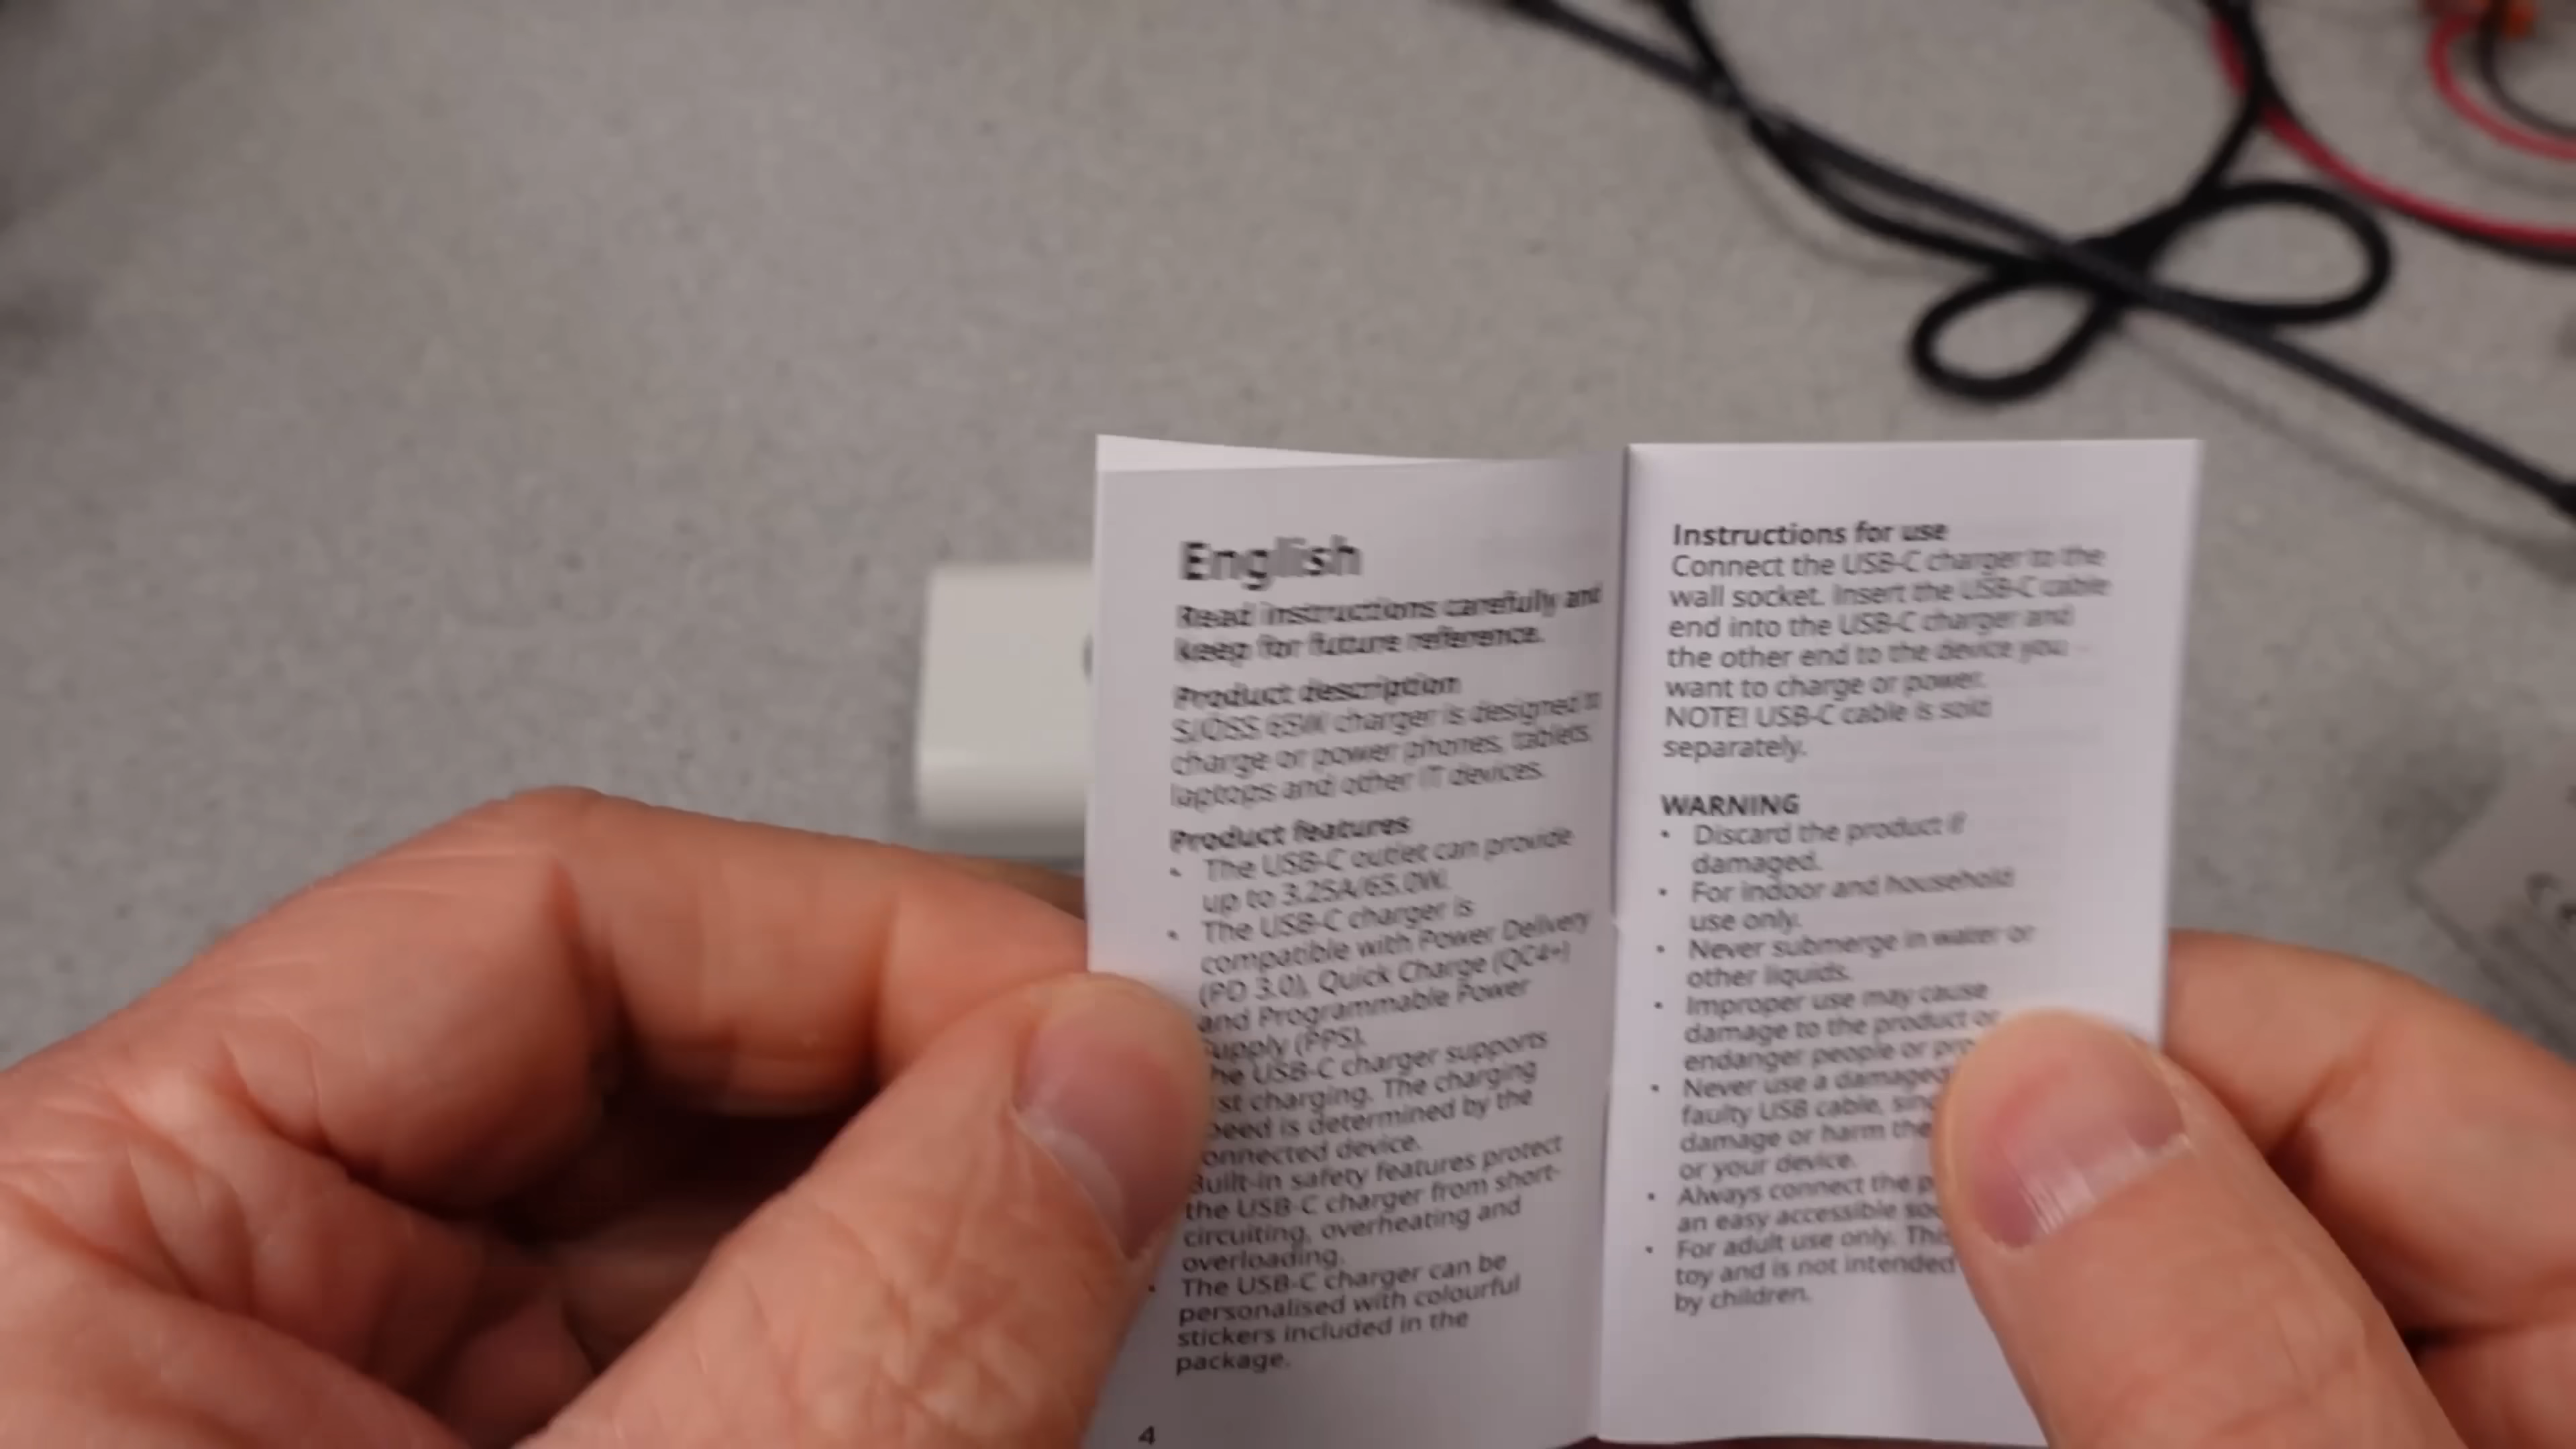 English
Read instructions carefully and
keep for future reference.
Product description
SJÖSS 65W charger is designed to
charge or power phones, tablets,
laptops and other IT devices.
Product features
• The USB-C outlet can provide
up to 3.25A/65.0W.
• The USB-C charger is
compatible with Power Delivery
(PD 3.0), Quick Charge (QC4+)
and Programmable Power
Supply (PPS).
USB-C charger supports
charging. The charging
is determined by the
connected device.
Built-in safety features protect
the USB-C charger from short-
circuiting, overheating and
overloading.
• The USB-C charger can be
personalised with colourful
stickers included in the
package.
4
Instructions for use
Connect the USB-C charger to the
wall socket. Insert the USB-C cable
end into the USB-C charger and
the other end to the device you
want to charge or power.
NOTE! USB-C cable is sold
separately.
WARNING
• Discard the product if
damaged.
• For indoor and household
use only.
• Never submerge in water or
other liquids.
• Improper use may cause
damage to the product or
endanger people or
• Never use a damaged
faulty USB cable,
damage or harm the
or your device.
• Always connect the
an easy accessible
• For adult use only.
toy and is not intended
by children.